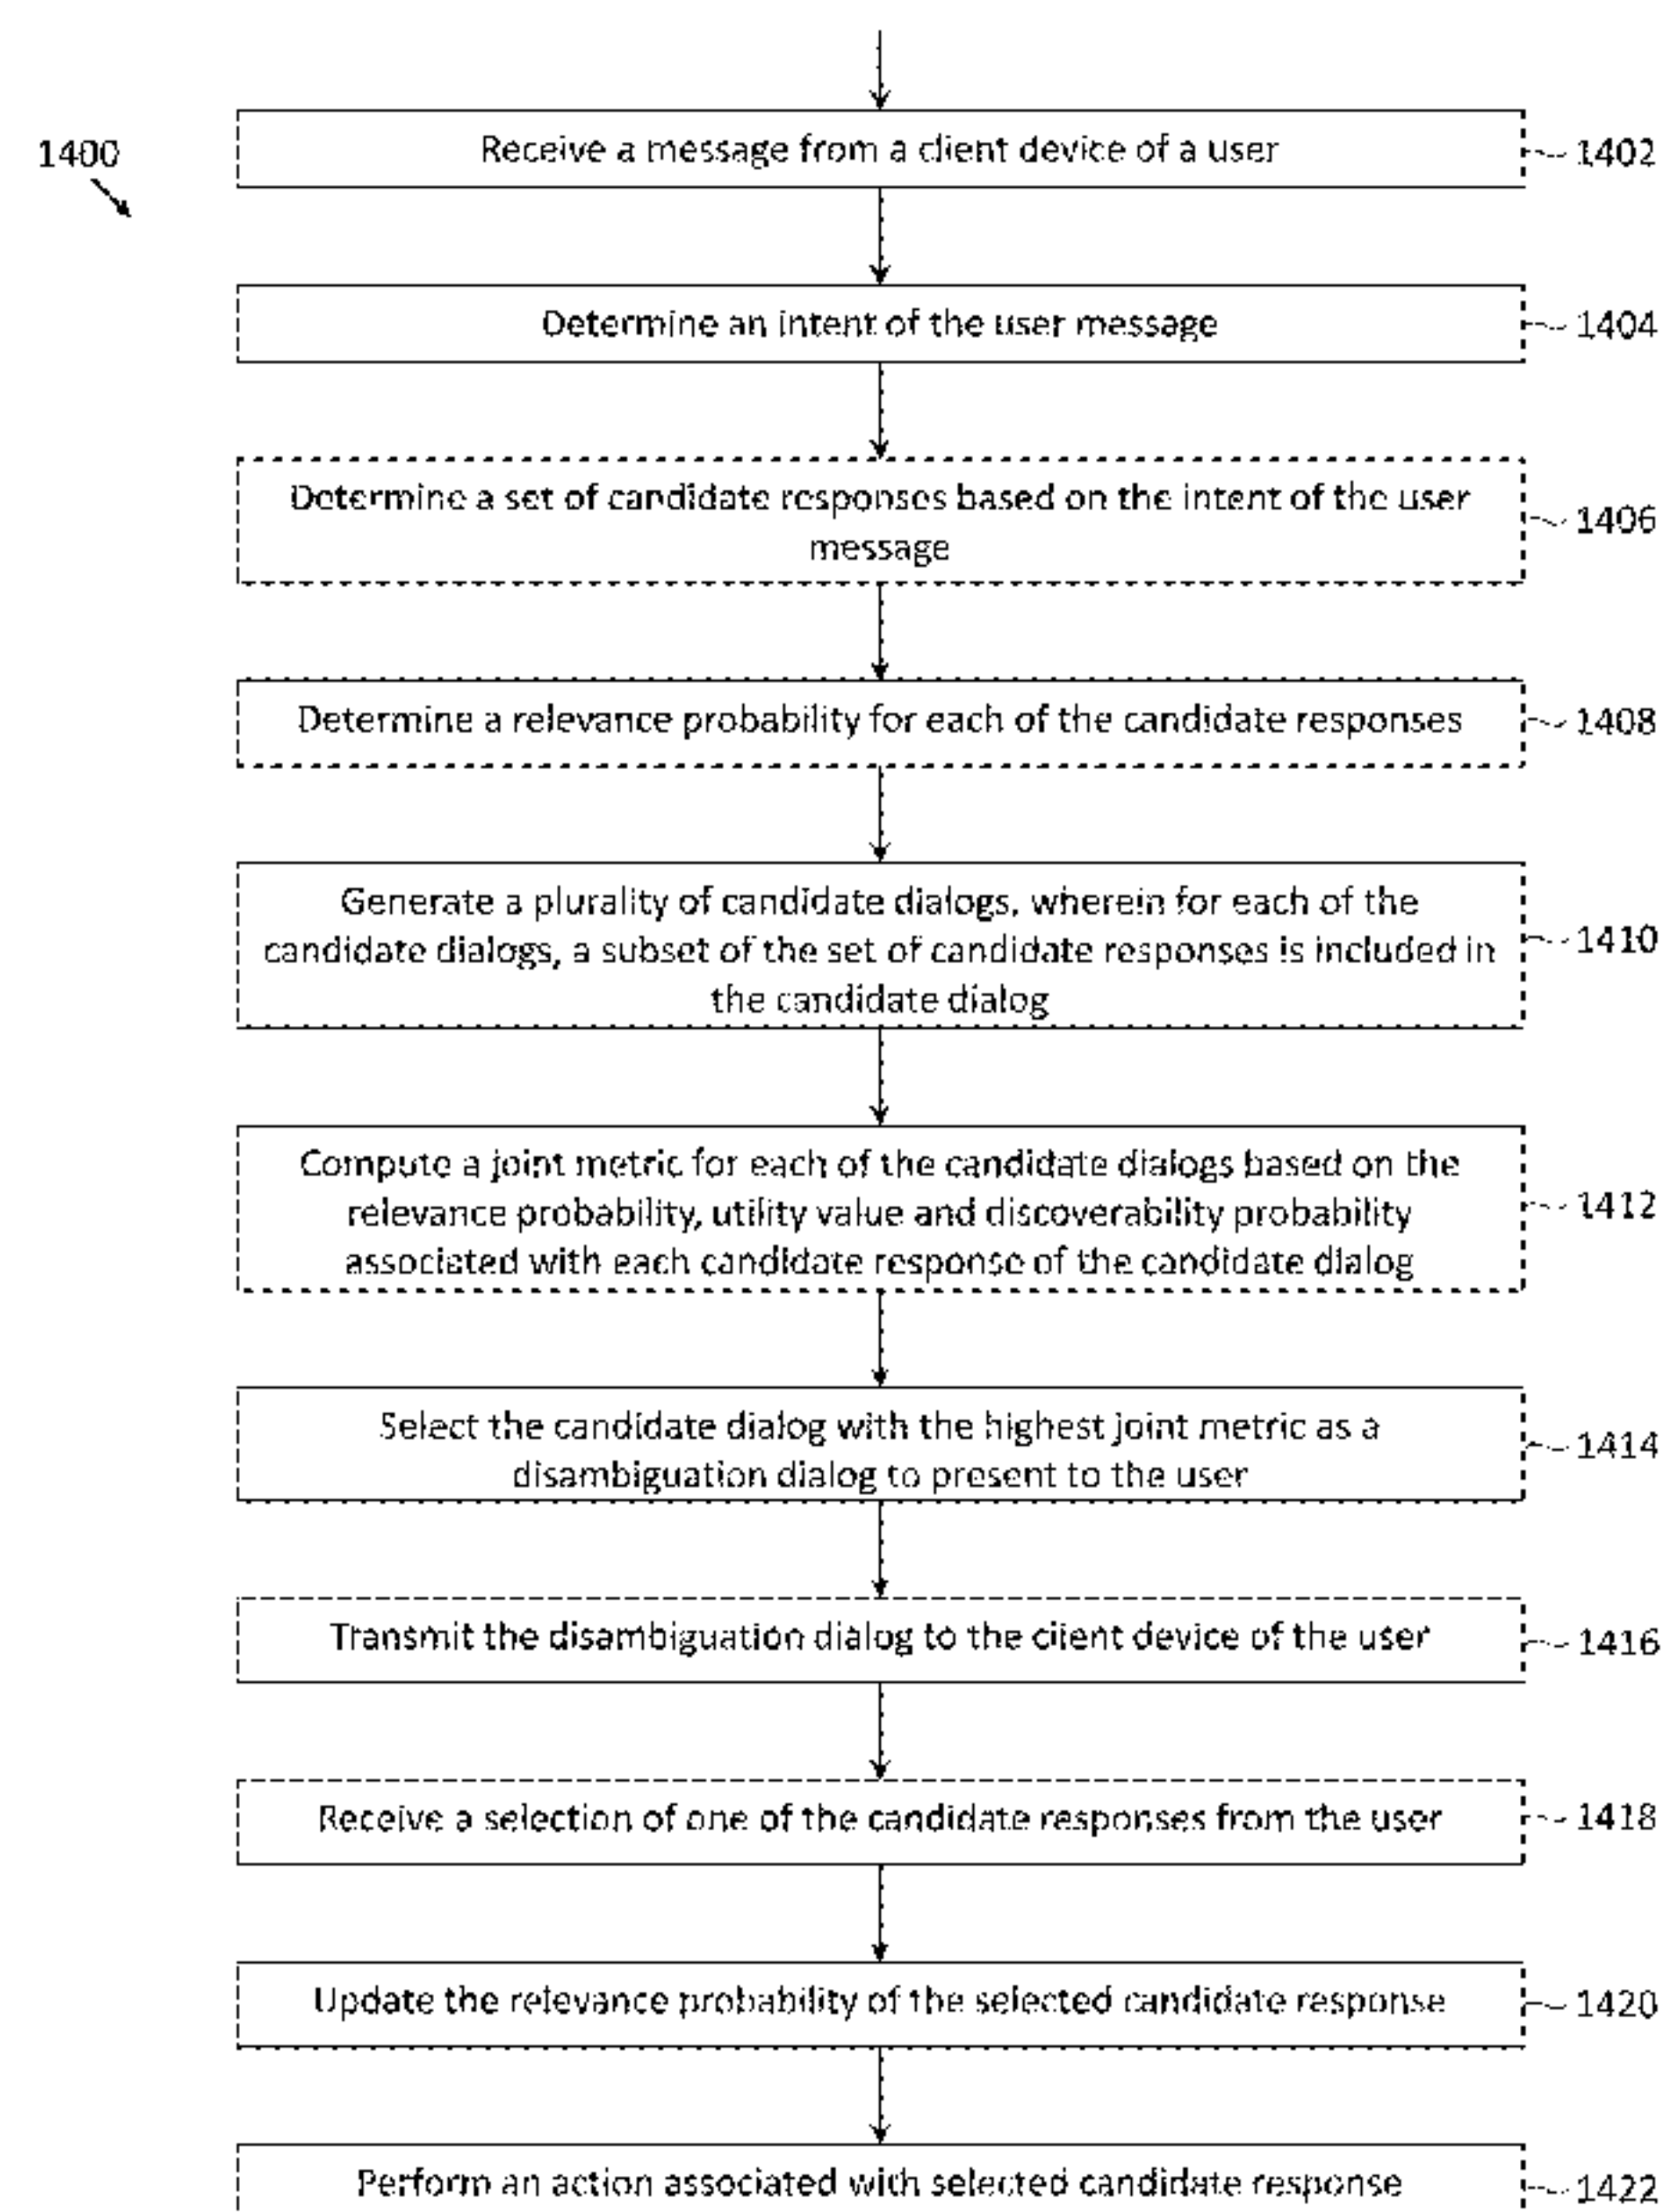 1400
Receive a message from a client device of a user
1402
Determine an intent of the user message
1404
Determine a set of candidate responses based on the intent of the user
message
1406
Determine a relevance probability for each of the candidate responses
1408
Generate a plurality of candidate dialogs, wherein for each of the
candidate dialogs, a subset of the set of candidate responses is included in
the candidate dialog
1410
Compute a joint metric for each of the candidate dialogs based on the
relevance probability, utility value and discoverability probability
associated with each candidate response of the candidate dialog
1412
Select the candidate dialog with the highest joint metric as a
disambiguation dialog to present to the user
1414
Transmit the disambiguation dialog to the client device of the user
1416
Receive a selection of one of the candidate responses from the user
1418
Update the relevance probability of the selected candidate response
1420
Perform an action associated with selected candidate response
1422